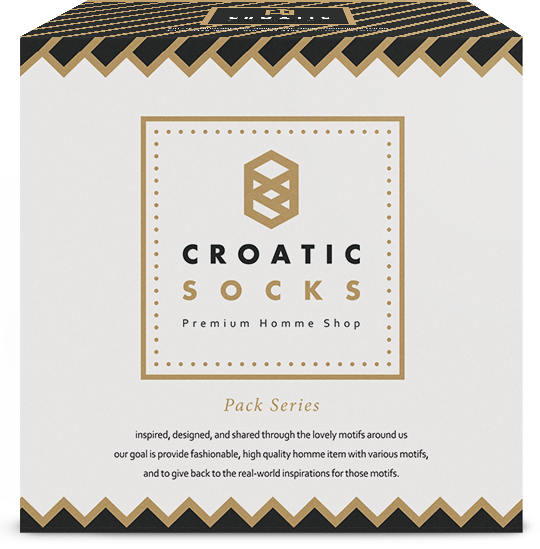 CROATIC
CROATIC
SOCKS
Premium Homme Shop
Pack Series
inspired, designed, and shared through the lovely motifs around us
our goal is provide fashionable, high quality homme item with various motifs,
and to give back to the real-world inspirations for those motifs.